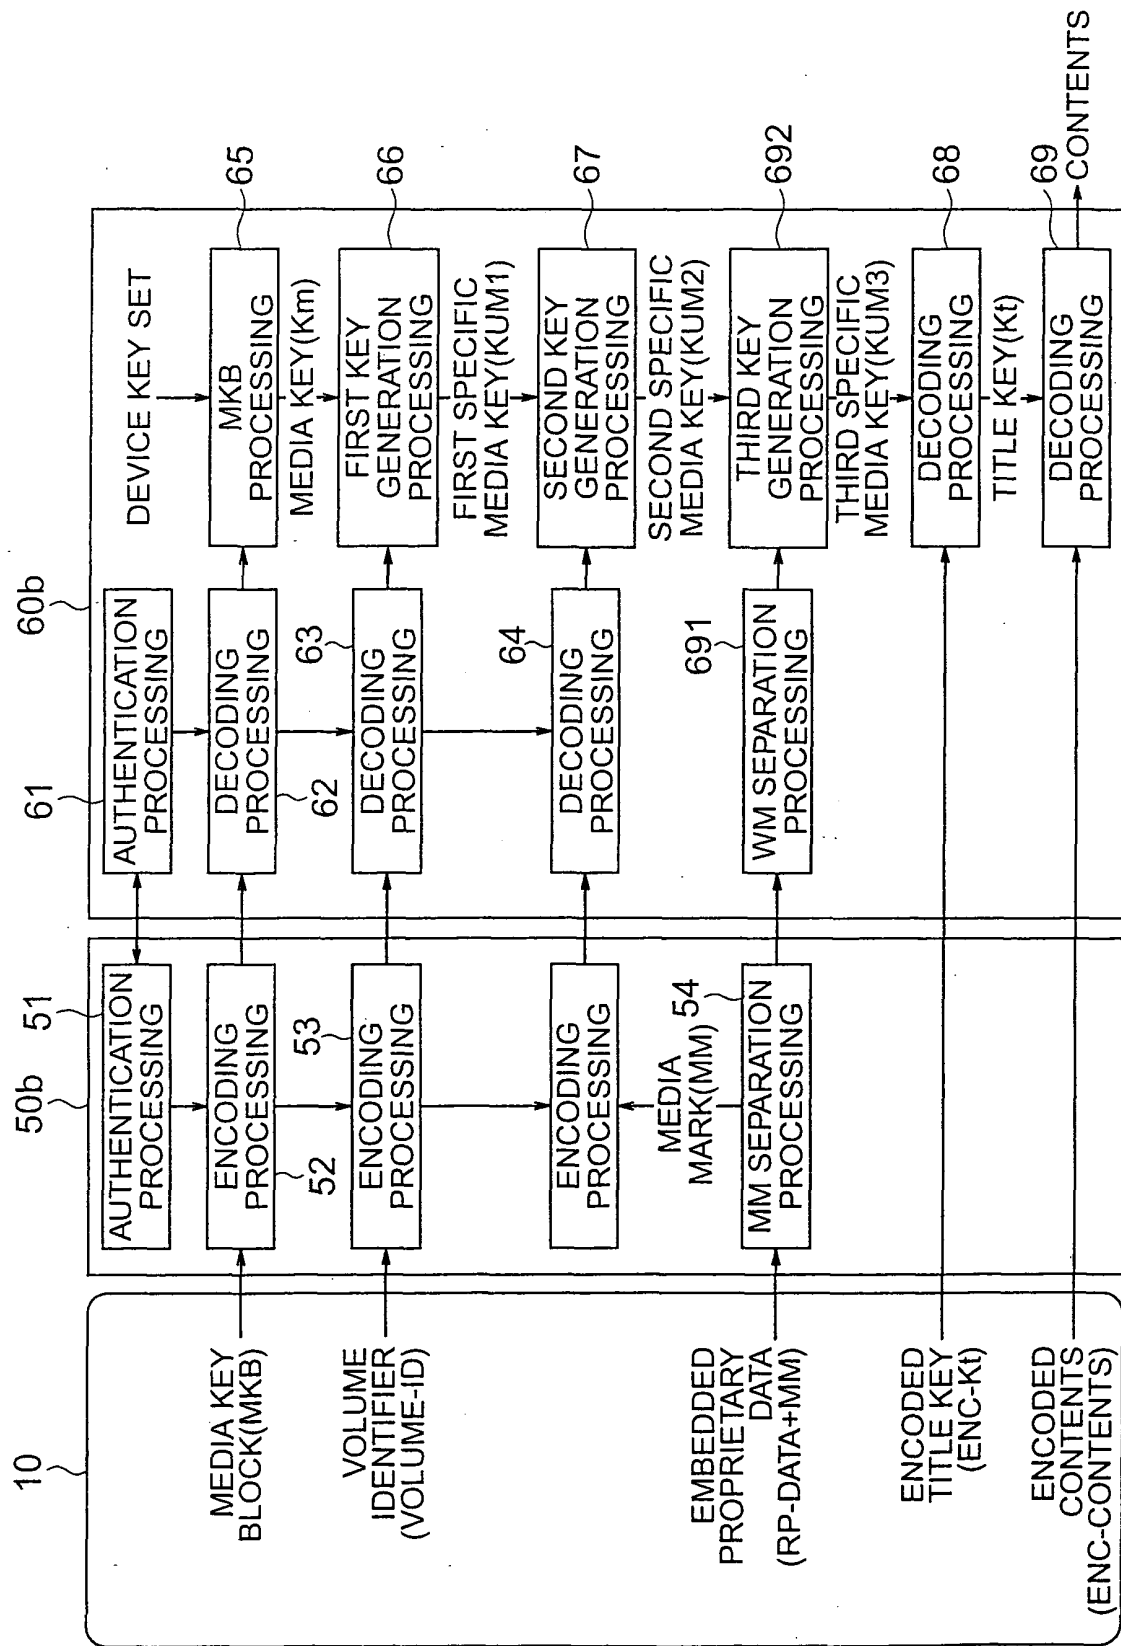 10
MEDIA KEY
BLOCK(MKB)
VOLUME
IDENTIFIER
(VOLUME-ID)
EMBEDDED
PROPRIETARY
DATA
(RP-DATA+MM)
ENCODED
TITLE KEY
(ENC-Kt)
ENCODED
CONTENTS
(ENC-CONTENTS)
50b
51
AUTHENTICATION
PROCESSING
ENCODING
PROCESSING
52
53
ENCODING
PROCESSING
ENCODING
PROCESSING
MEDIA
MARK(MM)
54
MM SEPARATION
PROCESSING
60b
61
AUTHENTICATION
PROCESSING
DECODING
PROCESSING
62
63
DECODING
PROCESSING
64
DECODING
PROCESSING
691
WM SEPARATION
PROCESSING
DEVICE KEY SET
65
MKB
PROCESSING
MEDIA KEY(Km)
66
FIRST KEY
GENERATION
PROCESSING
FIRST SPECIFIC
MEDIA KEY(KUM1)
67
SECOND KEY
GENERATION
PROCESSING
SECOND SPECIFIC
MEDIA KEY(KUM2)
692
THIRD KEY
GENERATION
PROCESSING
THIRD SPECIFIC
MEDIA KEY(KUM3)
68
DECODING
PROCESSING
TITLE KEY(Kt)
69
DECODING
PROCESSING
CONTENTS